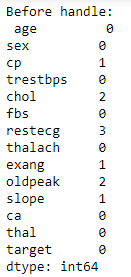 Before handle:
 age         0
sex         0
cp          1
trestbps    0
chol        2
fbs         0
restecg     3
thalach     0
exang       1
oldpeak     2
slope       1
ca          0
thal        0
target      0
dtype: int64